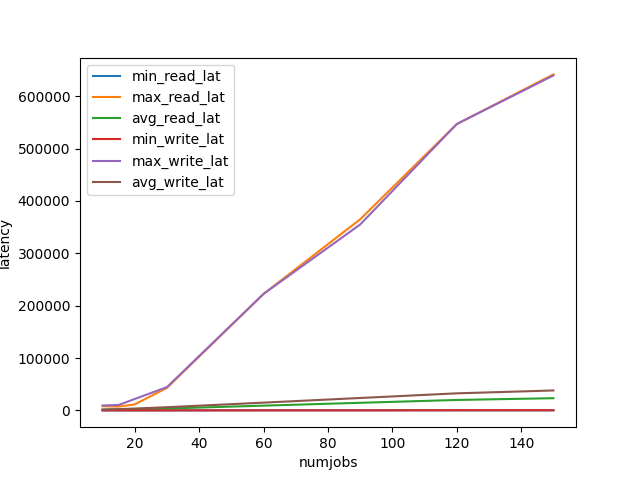 min_read_lat
max_read_lat
avg_read_lat
min_write_lat
max_write_lat
avg_write_lat
600000
500000
400000
300000
200000
100000
0
latency
20 40 60 80 100 120 140
numjobs